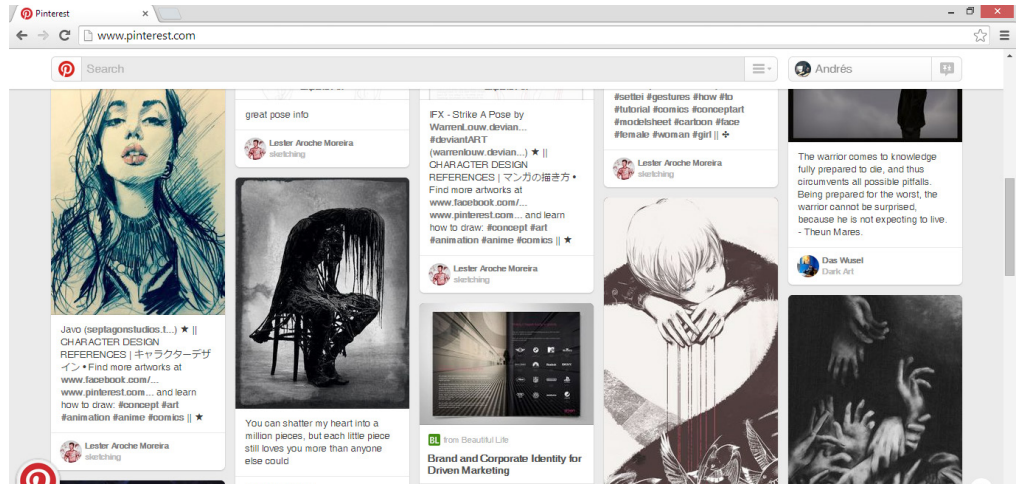 Pinterest
www.pinterest.com
Search
Andrés
Javo (septagonstudios.t...) ★ ||
CHARACTER DESIGN
REFERENCES | キャラクターデザ
イン • Find more artworks at
www.facebook.com/...
www.pinterest.com... and learn
how to draw: #concept #art
#animation #anime #comics || ★
Lester Aroche Moreira
sketching
great pose info
Lester Aroche Moreira
sketching
You can shatter my heart into a
million pieces, but each little piece
still loves you more than anyone
else could
IFX - Strike A Pose by
WarrenLouw.devian...
#deviantART
(warrenlouw.devian...) ★ ||
CHARACTER DESIGN
REFERENCES | マンガの描き方 •
Find more artworks at
www.facebook.com/...
www.pinterest.com... and learn
how to draw: #concept #art
#animation #anime #comics || ★
Lester Aroche Moreira
sketching
BL from Beautiful Life
Brand and Corporate Identity for
Driven Marketing
#settei #gestures #how #to
#tutorial #comics #conceptart
#modelsheet #cartoon #face
#female #woman #girl || ✤
Lester Aroche Moreira
sketching
The warrior comes to knowledge
fully prepared to die, and thus
circumvents all possible pitfalls.
Being prepared for the worst, the
warrior cannot be surprised,
because he is not expecting to live.
- Theun Mares.
Das Wusel
Dark Art